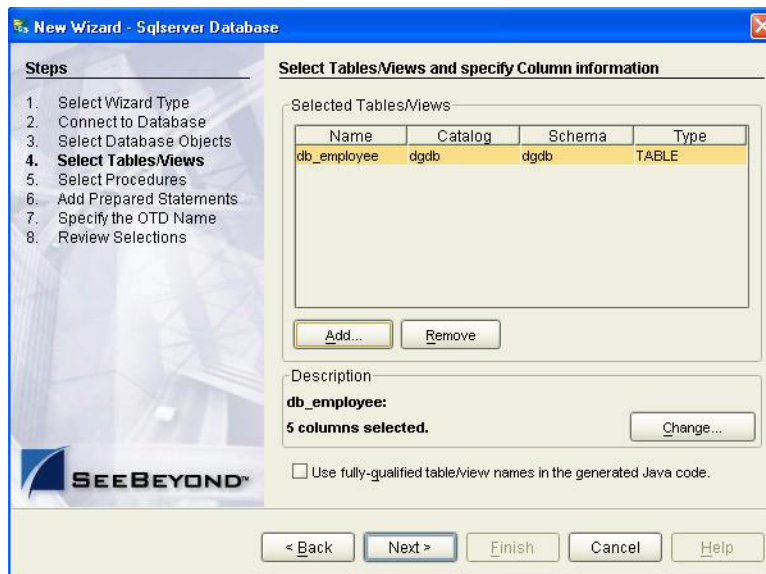 New Wizard - Sqlserver Database
Steps
1. Select Wizard Type
2. Connect to Database
3. Select Database Objects
4. Select Tables/Views
5. Select Procedures
6. Add Prepared Statements
7. Specify the OTD Name
8. Review Selections
SEEBEYOND™
Select Tables/Views and specify Column information
Selected Tables/Views
Name Catalog Schema Type
db_employee dgdb dgdb TABLE
Add... Remove
Description
db_employee:
5 columns selected.
Change...
Use fully-qualified table/view names in the generated Java code.
< Back Next > Finish Cancel Help